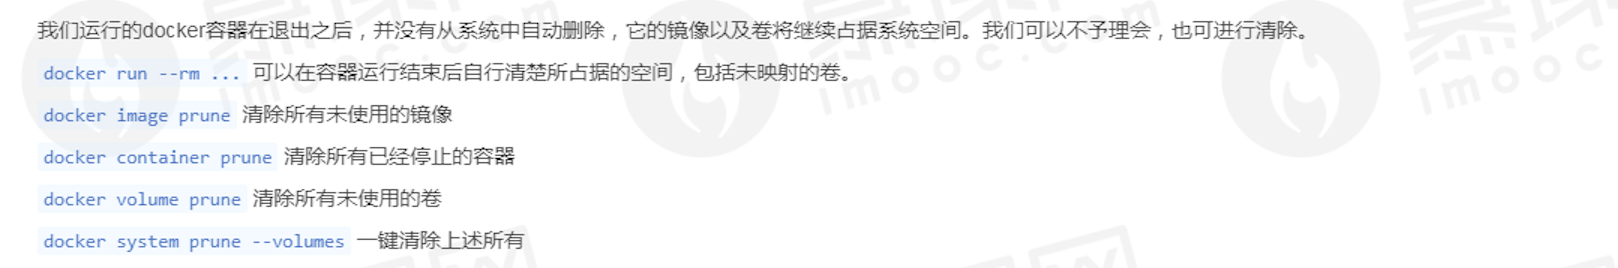 我们运行的docker容器在退出之后，并没有从系统中自动删除，它的镜像以及卷将继续占据系统空间。我们可以不予理会，也可进行清除。
docker run --rm ... 可以在容器运行结束后自行清楚所占据的空间，包括未映射的卷。
docker image prune 清除所有未使用的镜像
docker container prune 清除所有已经停止的容器
docker volume prune 清除所有未使用的卷
docker system prune --volumes 一键清除上述所有
imooc.
imooc.
imooc